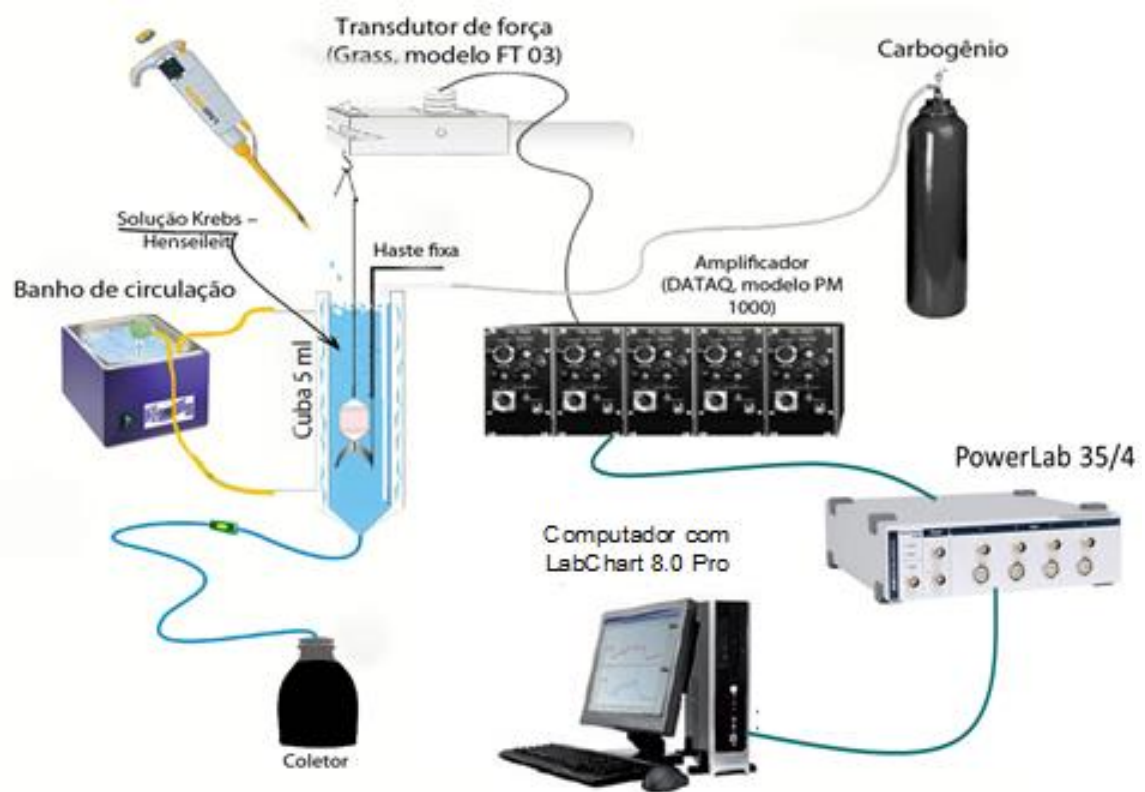 Transdutor de força
(Grass, modelo FT 03)
Carbogênio
Solução Krebs –
Henseileit
Haste fixa
Banho de circulação
Amplificador
(DATAQ, modelo PM
1000)
Cuba 5 ml
PowerLab 35/4
Computador com
LabChart 8.0 Pro
Coletor